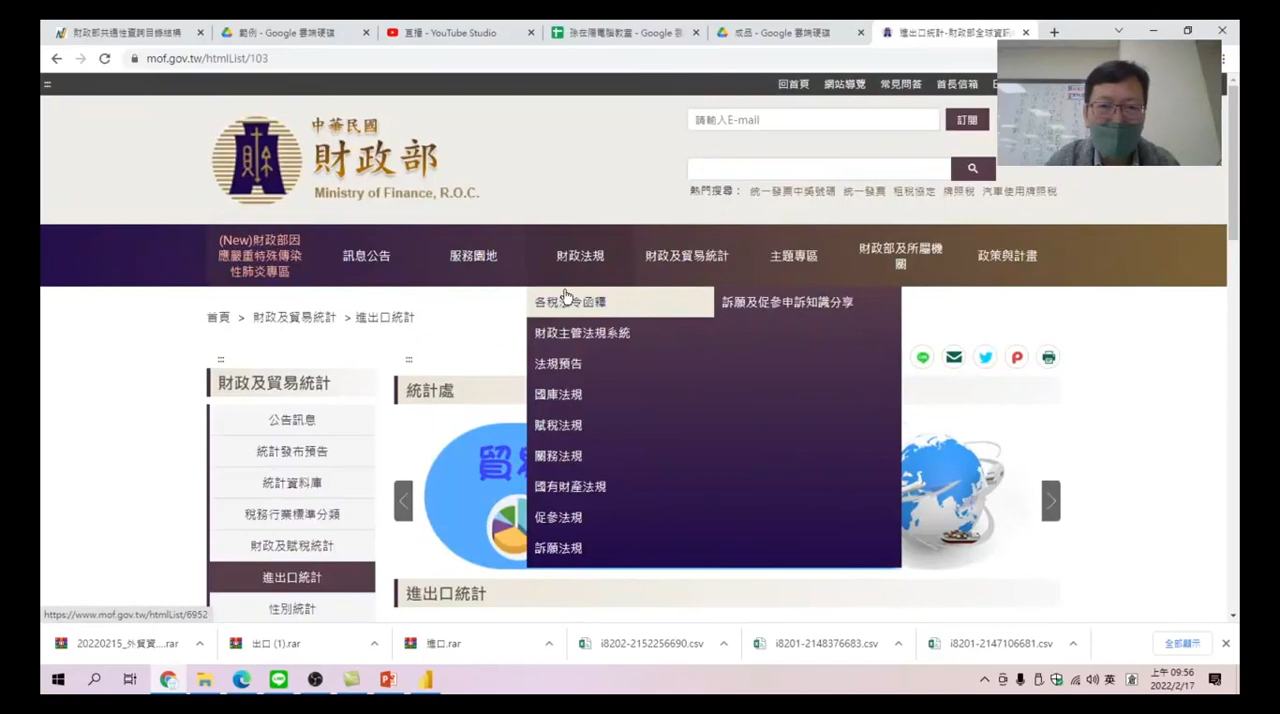 財政部共通性查詢目錄結構
範例 - Google 雲端硬碟
直播 - YouTube Studio
孫在陽電腦教室 - Google 雲
成品 - Google 雲端硬碟
進出口統計-財政部全球資訊
mof.gov.tw/htmlList/103
回首頁 網站導覽 常見問答 首長信箱
請輸入E-mail
訂閱
中華民國
財政部
Ministry of Finance, R.O.C.
熱門搜尋： 統一發票中獎號碼 統一發票 租稅協定 牌照稅 汽車使用牌照稅
(New)財政部因
應嚴重特殊傳染
性肺炎專區
訊息公告
服務園地
財政法規
財政及貿易統計
主題專區
財政部及所屬機
關
政策與計畫
各稅法令函釋
訴願及促參申訴知識分享
財政主管法規系統
法規預告
國庫法規
賦稅法規
關務法規
國有財產法規
促參法規
訴願法規
首頁 > 財政及貿易統計 > 進出口統計
財政及貿易統計
公告訊息
統計發布預告
統計資料庫
稅務行業標準分類
財政及賦稅統計
進出口統計
性別統計
統計處
貿
進出口統計
https://www.mof.gov.tw/htmlList/6952
20220215_外貿資....rar
出口 (1).rar
進口.rar
i8202-2152256690.csv
i8201-2148376683.csv
i8201-2147106681.csv
全部顯示
英
上午 09:56
2022/2/17